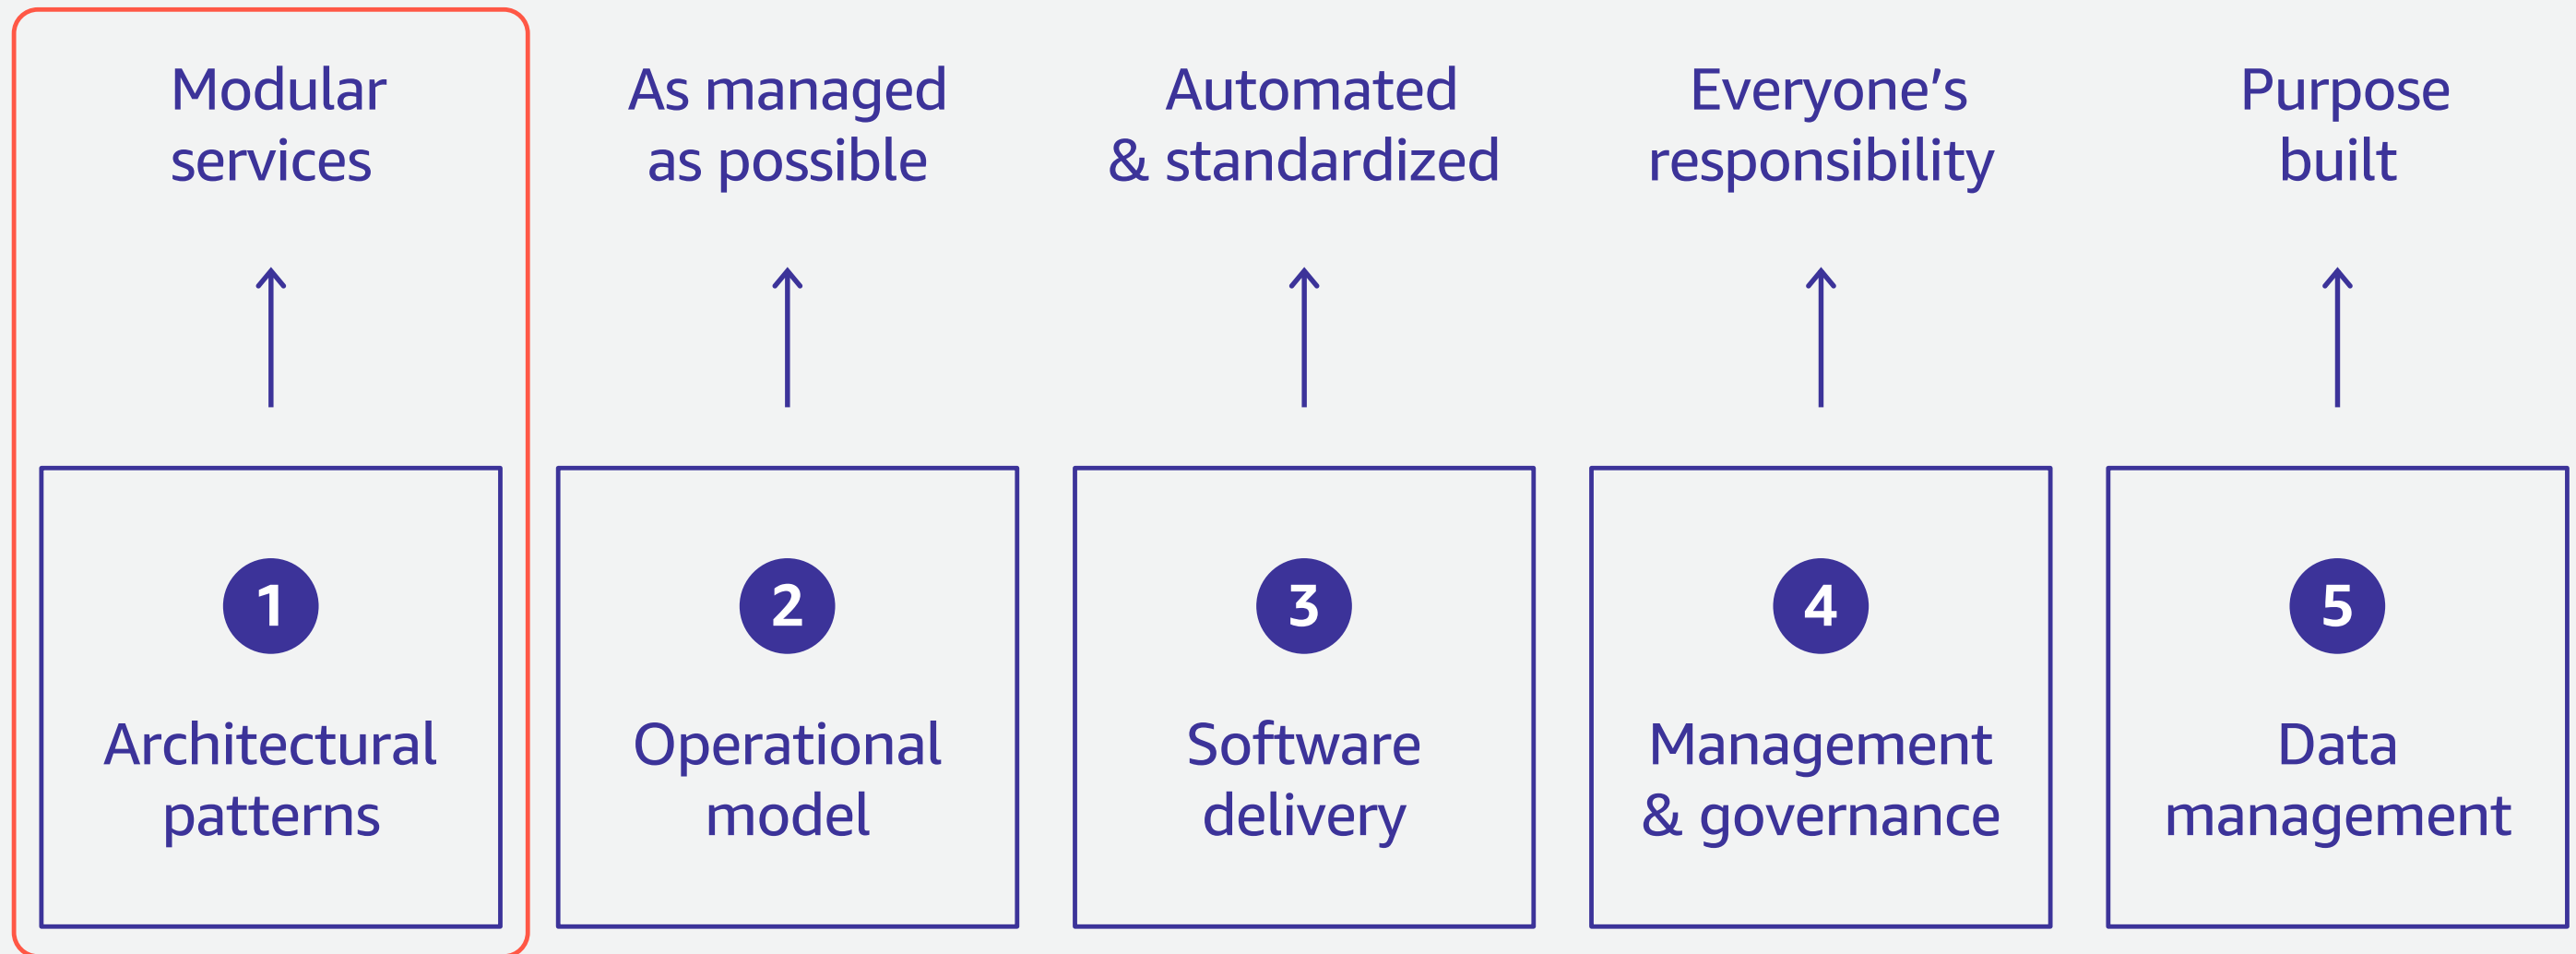 Modular
services
As managed
as possible
Automated
& standardized
Everyone’s
responsibility
Purpose
built
1
Architectural
patterns
2
Operational
model
3
Software
delivery
4
Management
& governance
5
Data
management